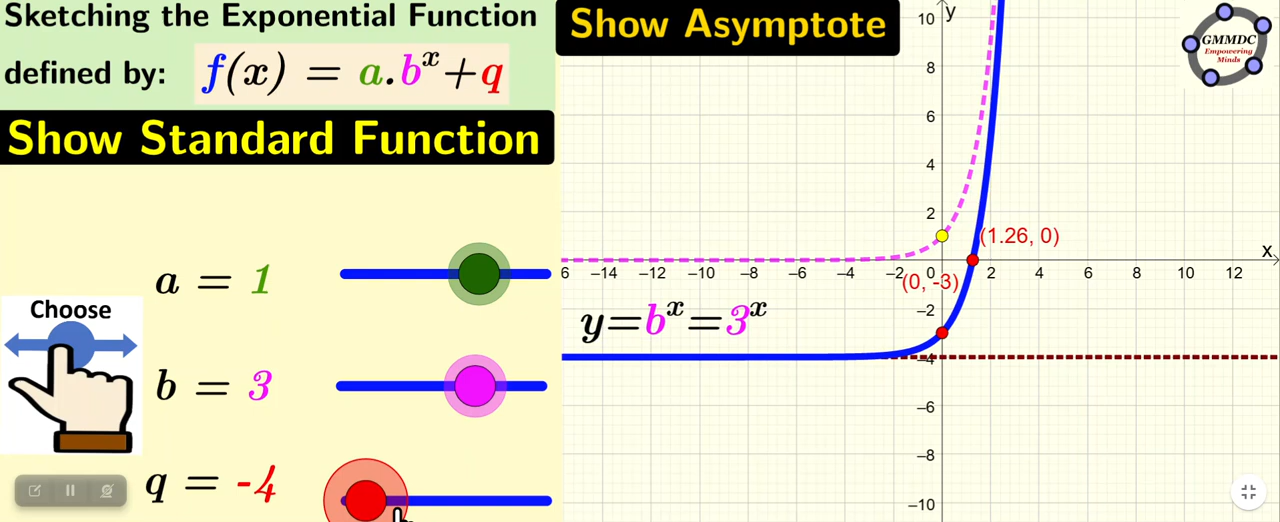 Sketching the Exponential Function
defined by: f(x) = a.b^x+q
Show Standard Function
Choose
a = 1
b = 3
q = -4
Show Asymptote
GMMDC
Empowering
Minds
y
10
8
6
4
2
(1.26, 0)
x
6 −14 −12 −10 −8 −6 −4 −2 0 2 4 6 8 10 12
(0, -3)
y=b^x=3^x
−2
−4
−6
−8
−10